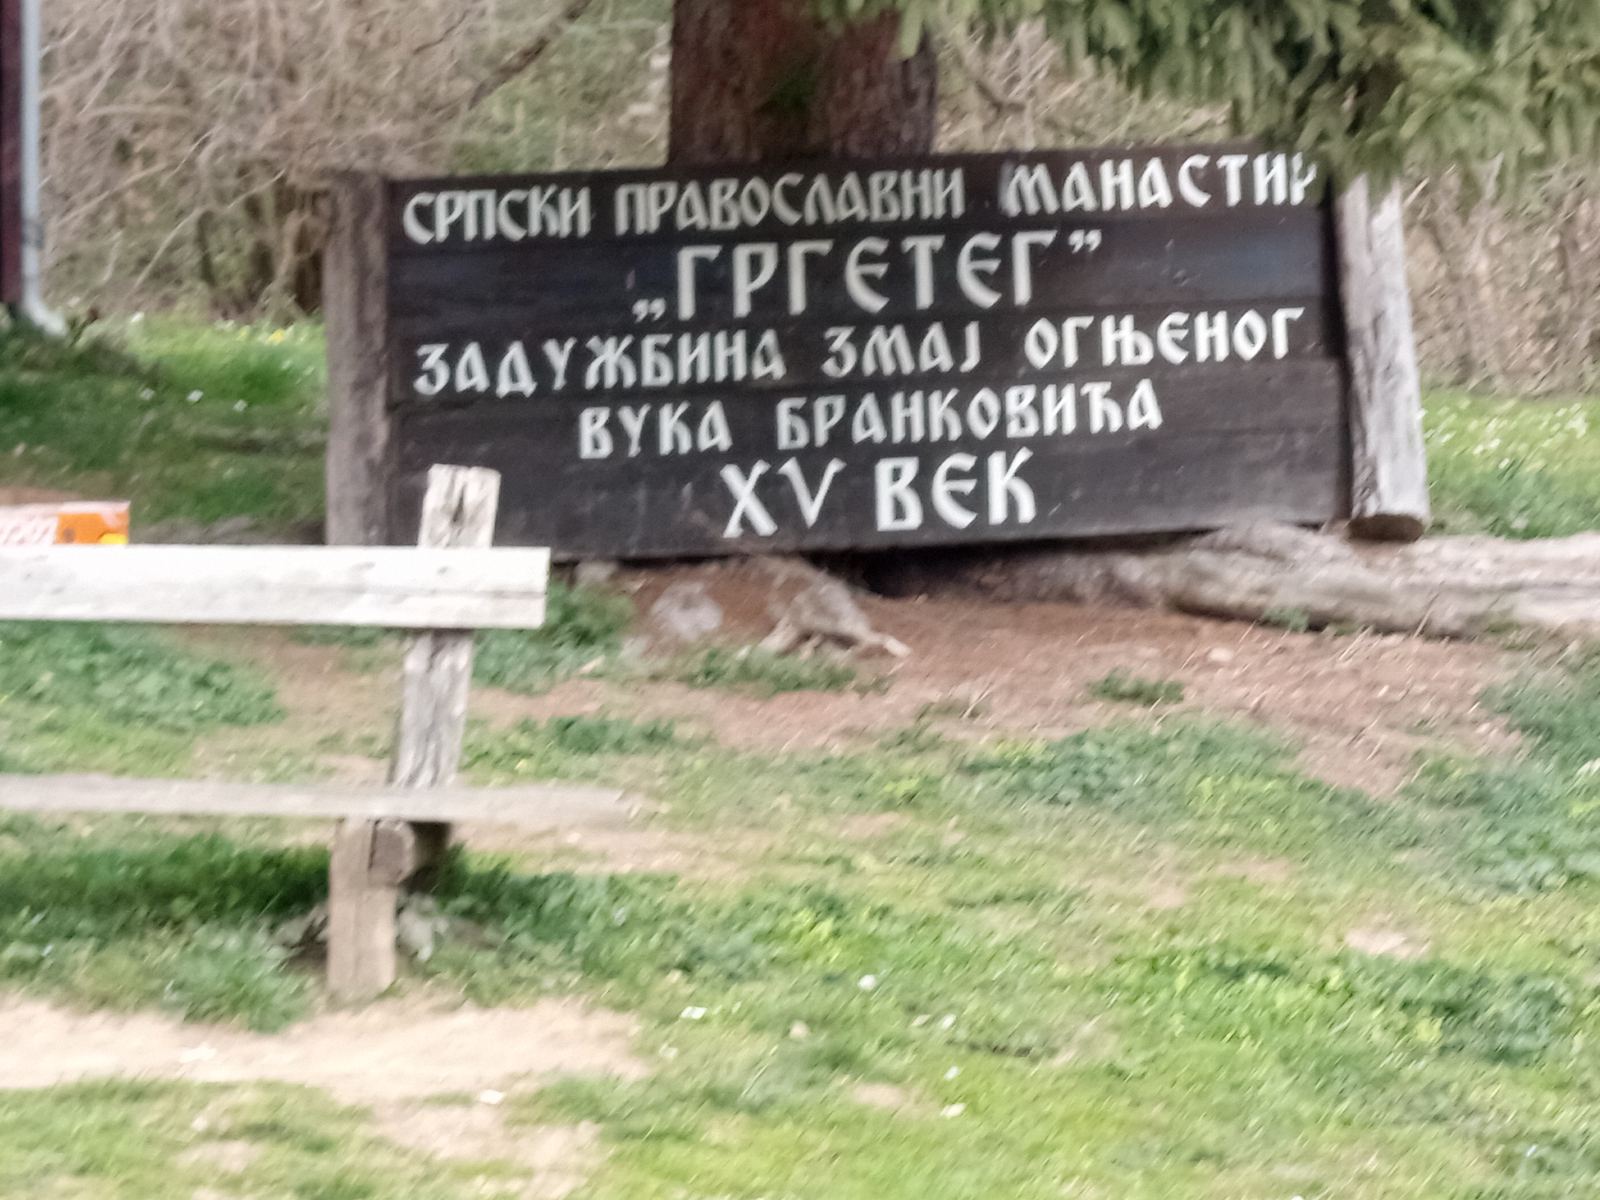 СРПСКИ ПРАВОСЛАВНИ МАНАСТИР
„ГРГЕТЕГ”
ЗАДУЖБИНА ЗМАЈ ОГЊЕНОГ
ВУКА БРАНКОВИЋА
XV ВЕК